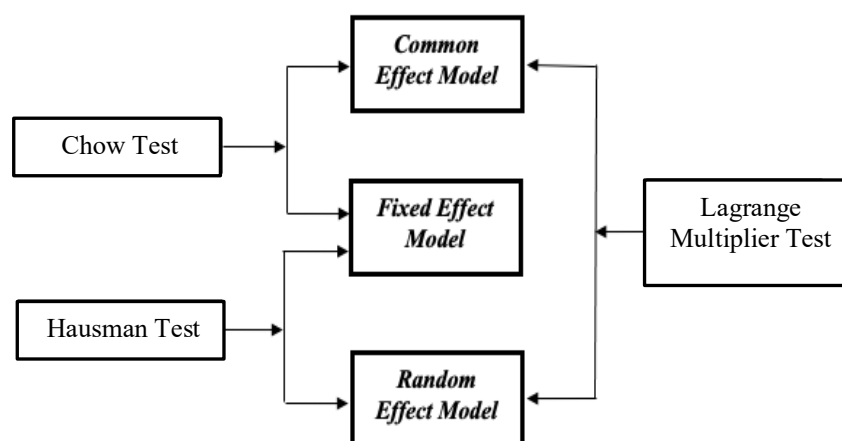 Common
Effect Model
Chow Test
Fixed Effect
Model
Lagrange
Multiplier Test
Hausman Test
Random
Effect Model